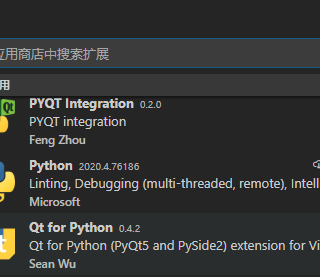 应用商店中搜索扩展
用
PYQT Integration 0.2.0
PYQT integration
Feng Zhou
Python 2020.4.76186
Linting, Debugging (multi-threaded, remote), Intell
Microsoft
Qt for Python 0.4.2
Qt for Python (PyQt5 and PySide2) extension for Vi
Sean Wu